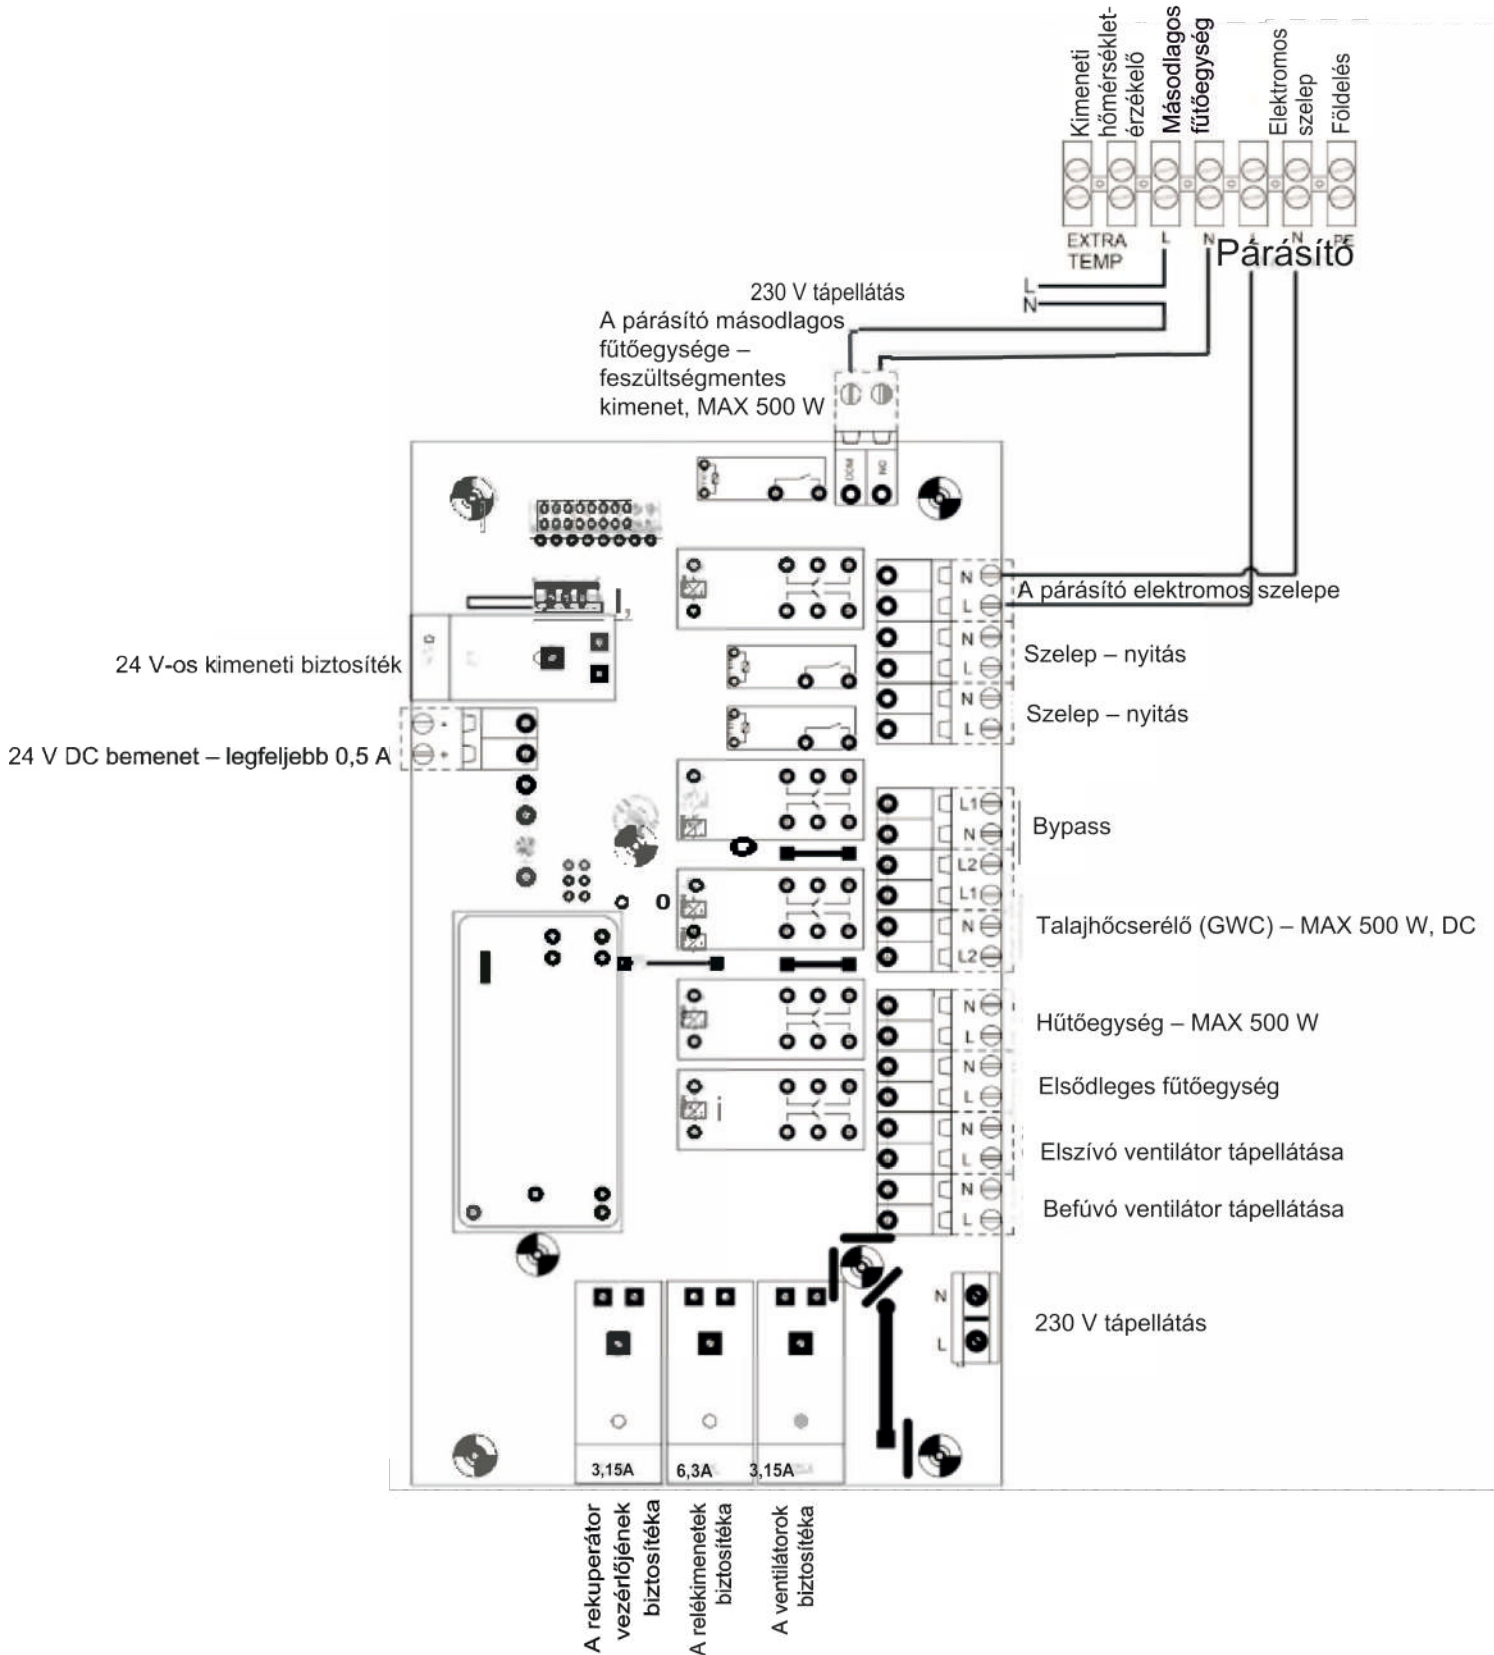 Kimeneti
hőmérséklet-
érzékelő
Másodlagos
fűtőegység
Elektromos
szelep
Földelés
EXTRA
TEMP
L
N
L
N
PE
Párásító
L
N
230 V tápellátás
A párásító másodlagos
fűtőegysége –
feszültségmentes
kimenet, MAX 500 W
COM
NO
N
L
A párásító elektromos szelepe
N
L
Szelep – nyitás
N
L
Szelep – nyitás
24 V-os kimeneti biztosíték
24 V DC bemenet – legfeljebb 0,5 A
-
+
L1
N
L2
Bypass
L1
N
L2
Talajhőcserélő (GWC) – MAX 500 W, DC
N
L
Hűtőegység – MAX 500 W
N
L
Elsődleges fűtőegység
N
L
Elszívó ventilátor tápellátása
N
L
Befúvó ventilátor tápellátása
N
L
230 V tápellátás
3,15A
6,3A
3,15A
A rekuperátor
vezérlőjének
biztosítéka
A relékimenetek
biztosítéka
A ventilátorok
biztosítéka